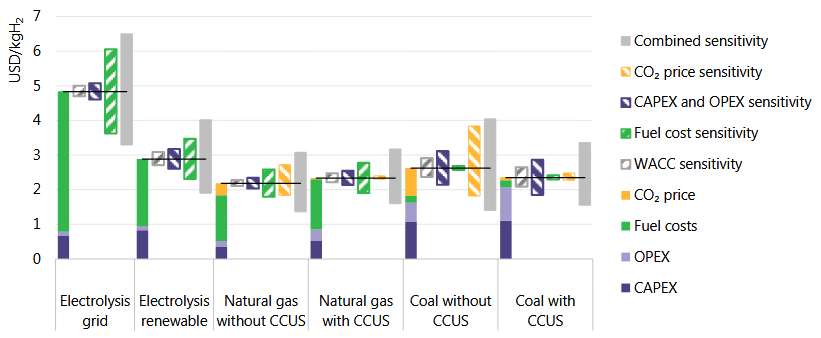 USD/kgH₂
7
6
5
4
3
2
1
0
Electrolysis
grid
Electrolysis
renewable
Natural gas
without CCUS
Natural gas
with CCUS
Coal without
CCUS
Coal with
CCUS
Combined sensitivity
CO₂ price sensitivity
CAPEX and OPEX sensitivity
Fuel cost sensitivity
WACC sensitivity
CO₂ price
Fuel costs
OPEX
CAPEX